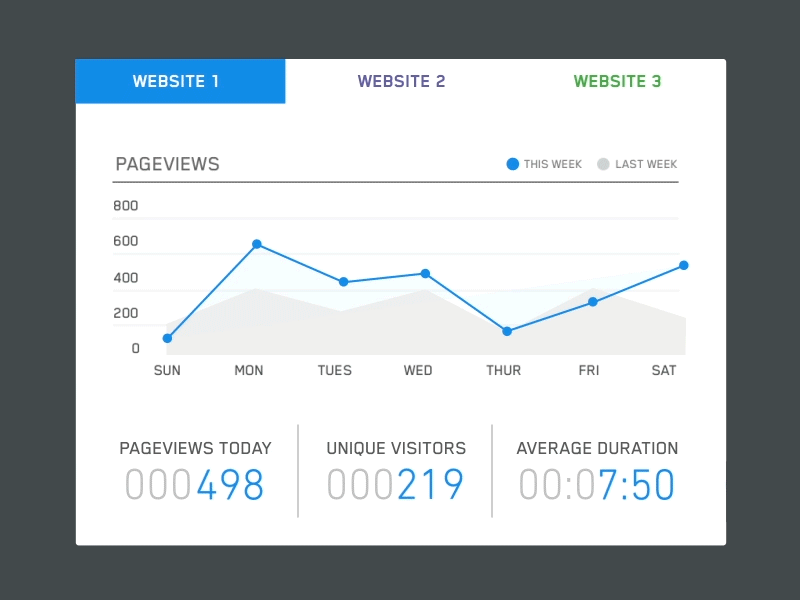 WEBSITE 1 WEBSITE 2 WEBSITE 3
PAGEVIEWS THIS WEEK LAST WEEK
800
600
400
200
0
SUN MON TUES WED THUR FRI SAT
PAGEVIEWS TODAY UNIQUE VISITORS AVERAGE DURATION
000498 000219 00:07:50